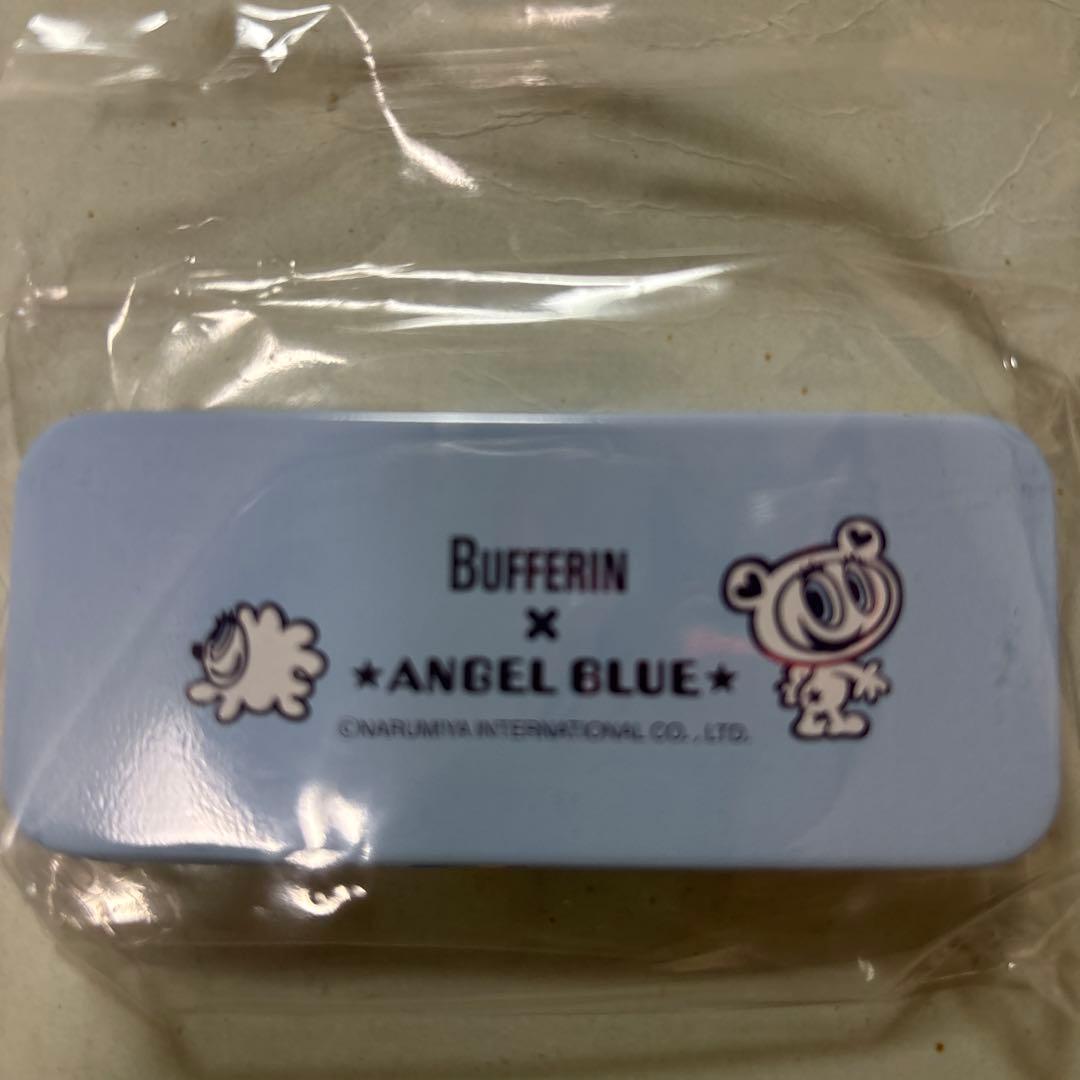 BUFFERIN
×
★ANGEL BLUE★
©NARUMIYA INTERNATIONAL CO., LTD.